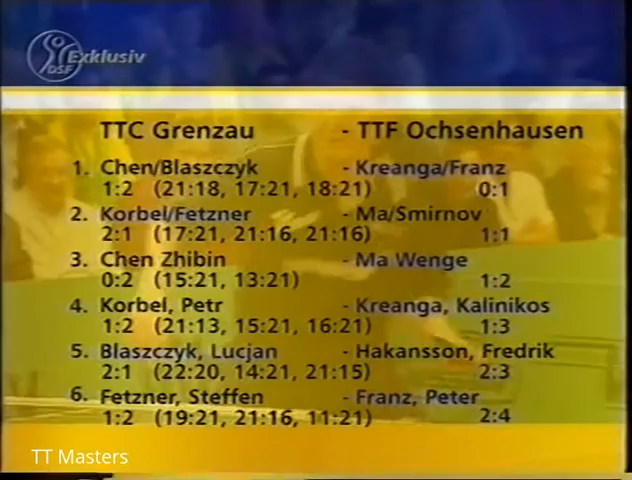 Exklusiv
DSF
TTC Grenzau - TTF Ochsenhausen
1. Chen/Blaszczyk - Kreanga/Franz
1:2 (21:18, 17:21, 18:21) 0:1
2. Korbel/Fetzner - Ma/Smirnov
2:1 (17:21, 21:16, 21:16) 1:1
3. Chen Zhibin - Ma Wenge
0:2 (15:21, 13:21) 1:2
4. Korbel, Petr - Kreanga, Kalinikos
1:2 (21:13, 15:21, 16:21) 1:3
5. Blaszczyk, Lucjan - Hakansson, Fredrik
2:1 (22:20, 14:21, 21:15) 2:3
6. Fetzner, Steffen - Franz, Peter
1:2 (19:21, 21:16, 11:21) 2:4
TT Masters